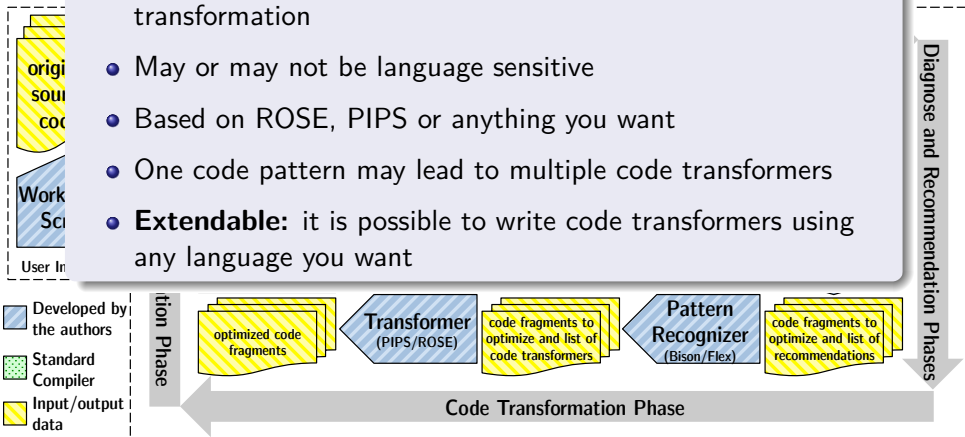 transformation
May or may not be language sensitive
Based on ROSE, PIPS or anything you want
One code pattern may lead to multiple code transformers
Extendable: it is possible to write code transformers using
any language you want
Diagnose and Recommendation Phases
Developed by
the authors
Standard
Compiler
Input/output
data
Phase
optimized code
fragments
Transformer
(PIPS/ROSE)
code fragments to
optimize and list of
code transformers
Pattern
Recognizer
(Bison/Flex)
code fragments to
optimize and list of
recommendations
Code Transformation Phase